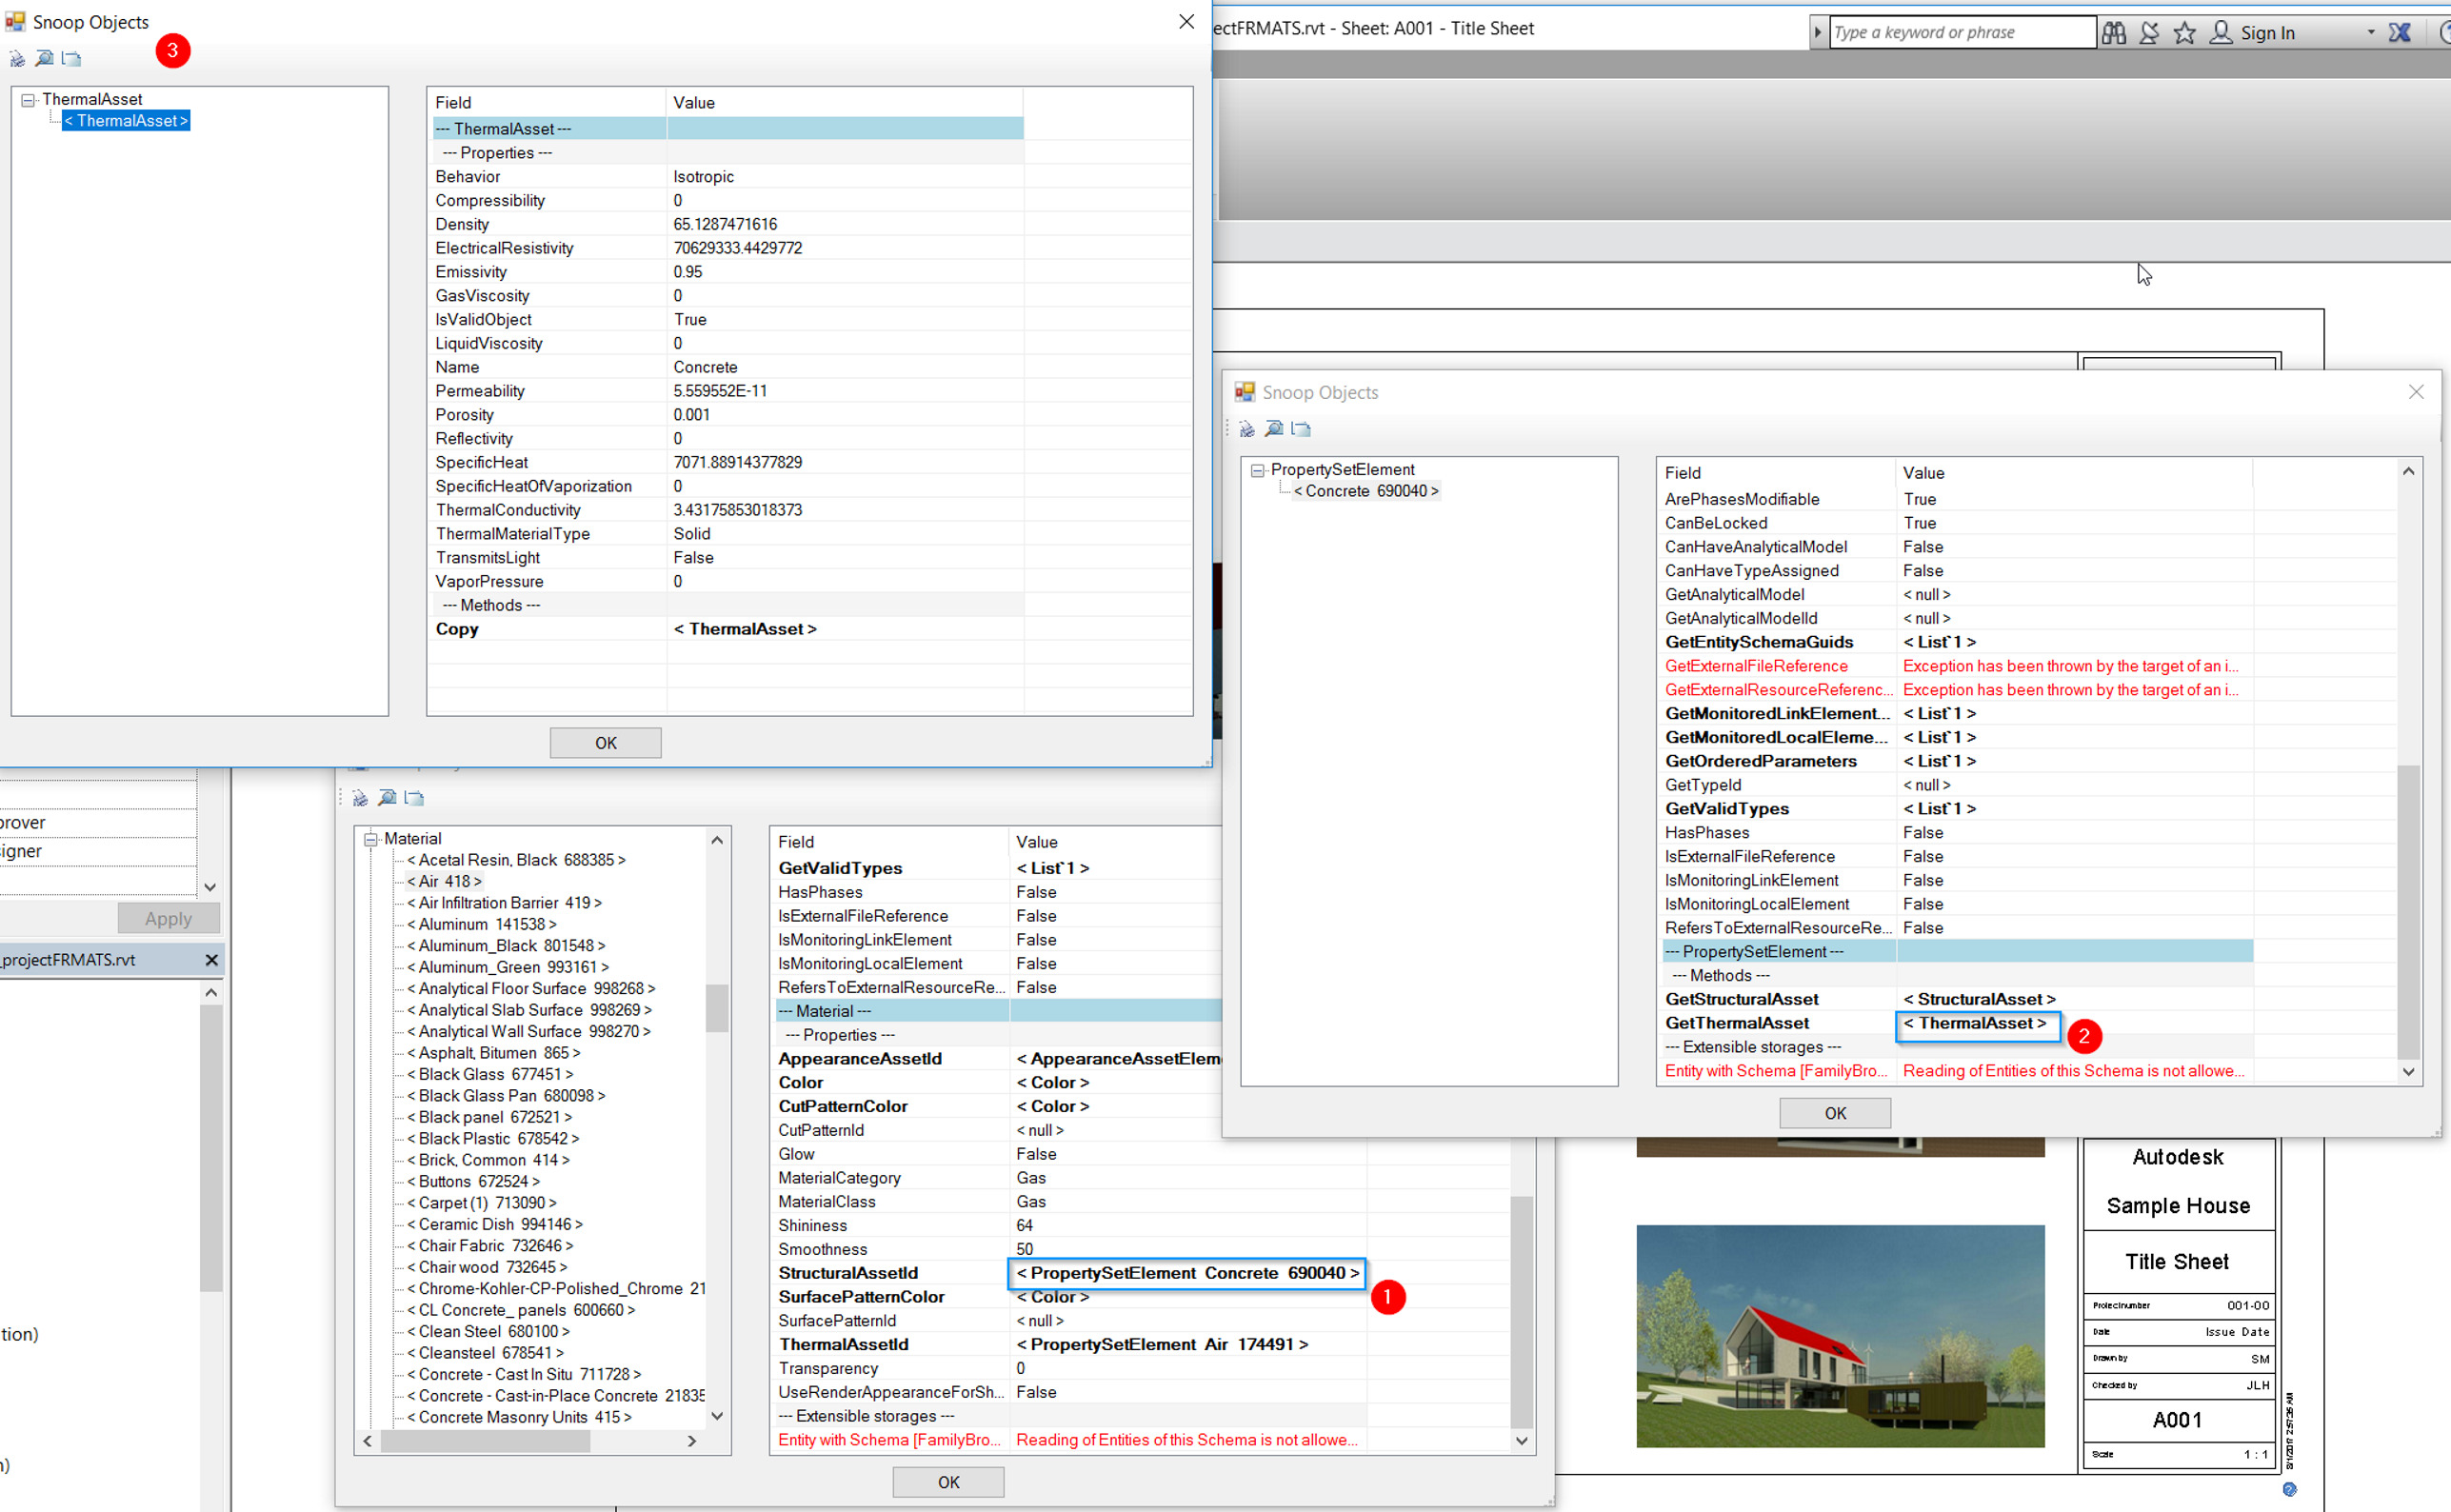 Snoop Objects
3
ThermalAsset
< ThermalAsset >
Field Value
--- ThermalAsset ---
--- Properties ---
Behavior Isotropic
Compressibility 0
Density 65.1287471616
ElectricalResistivity 70629333.4429772
Emissivity 0.95
GasViscosity 0
IsValidObject True
LiquidViscosity 0
Name Concrete
Permeability 5.559552E-11
Porosity 0.001
Reflectivity 0
SpecificHeat 7071.88914377829
SpecificHeatOfVaporization 0
ThermalConductivity 3.43175853018373
ThermalMaterialType Solid
TransmitsLight False
VaporPressure 0
--- Methods ---
Copy < ThermalAsset >
OK
ectFRMATS.rvt - Sheet: A001 - Title Sheet
Type a keyword or phrase
Sign In
Snoop Objects
PropertySetElement
< Concrete 690040 >
Field Value
ArePhasesModifiable True
CanBeLocked True
CanHaveAnalyticalModel False
CanHaveTypeAssigned False
GetAnalyticalModel < null >
GetAnalyticalModelId < null >
GetEntitySchemaGuids < List`1 >
GetExternalFileReference Exception has been thrown by the target of an i...
GetExternalResourceReferenc... Exception has been thrown by the target of an i...
GetMonitoredLinkElement... < List`1 >
GetMonitoredLocalEleme... < List`1 >
GetOrderedParameters < List`1 >
GetTypeId < null >
GetValidTypes < List`1 >
HasPhases False
IsExternalFileReference False
IsMonitoringLinkElement False
IsMonitoringLocalElement False
RefersToExternalResourceRe... False
--- PropertySetElement ---
--- Methods ---
GetStructuralAsset < StructuralAsset >
GetThermalAsset < ThermalAsset >
2
--- Extensible storages ---
Entity with Schema [FamilyBro... Reading of Entities of this Schema is not allowe...
OK
prover
igner
Apply
_projectFRMATS.rvt
tion)
)
Material
< Acetal Resin, Black 688385 >
< Air 418 >
< Air Infiltration Barrier 419 >
< Aluminum 141538 >
< Aluminum_Black 801548 >
< Aluminum_Green 993161 >
< Analytical Floor Surface 998268 >
< Analytical Slab Surface 998269 >
< Analytical Wall Surface 998270 >
< Asphalt, Bitumen 865 >
< Black Glass 677451 >
< Black Glass Pan 680098 >
< Black panel 672521 >
< Black Plastic 678542 >
< Brick, Common 414 >
< Buttons 672524 >
< Carpet (1) 713090 >
< Ceramic Dish 994146 >
< Chair Fabric 732646 >
< Chair wood 732645 >
< Chrome-Kohler-CP-Polished_Chrome 21
< CL Concrete_ panels 600660 >
< Clean Steel 680100 >
< Cleansteel 678541 >
< Concrete - Cast In Situ 711728 >
< Concrete - Cast-in-Place Concrete 21835
< Concrete Masonry Units 415 >
Field Value
GetValidTypes < List`1 >
HasPhases False
IsExternalFileReference False
IsMonitoringLinkElement False
IsMonitoringLocalElement False
RefersToExternalResourceRe... False
--- Material ---
--- Properties ---
AppearanceAssetId < AppearanceAssetElem
Color < Color >
CutPatternColor < Color >
CutPatternId < null >
Glow False
MaterialCategory Gas
MaterialClass Gas
Shininess 64
Smoothness 50
StructuralAssetId < PropertySetElement Concrete 690040 >
1
SurfacePatternColor < Color >
SurfacePatternId < null >
ThermalAssetId < PropertySetElement Air 174491 >
Transparency 0
UseRenderAppearanceForSh... False
--- Extensible storages ---
Entity with Schema [FamilyBro... Reading of Entities of this Schema is not allowe...
OK
Autodesk
Sample House
Title Sheet
Project number 001-00
Date Issue Date
Drawn by SM
Checked by JLH
A001
Scale 1 : 1